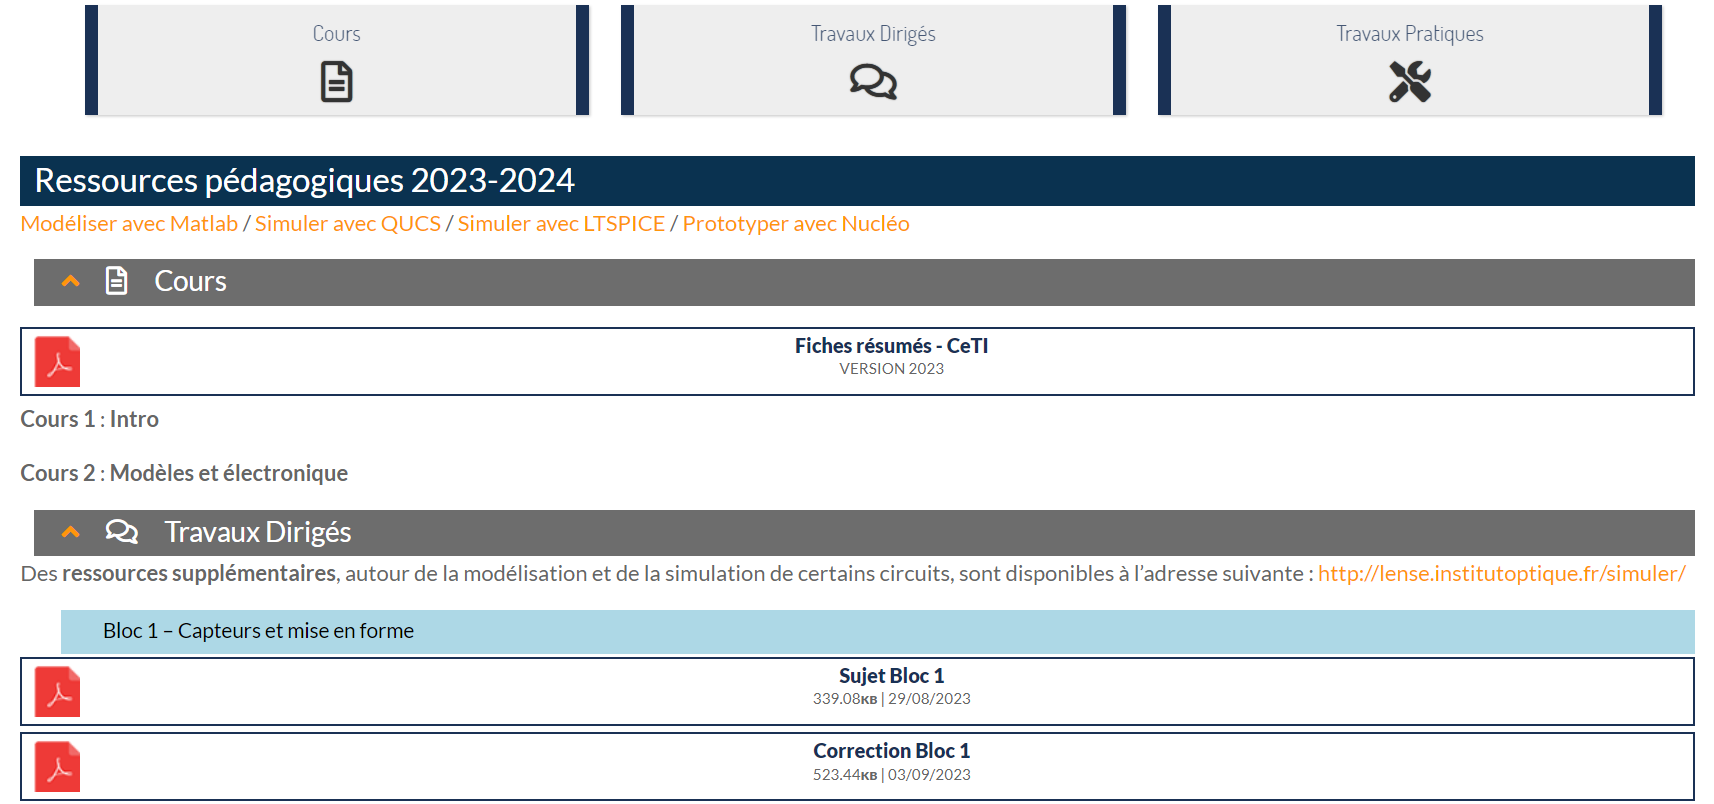 Cours
Travaux Dirigés
Travaux Pratiques
Ressources pédagogiques 2023-2024
Modéliser avec Matlab / Simuler avec QUCS / Simuler avec LTSPICE / Prototyper avec Nucléo
Cours
Fiches résumés - CeTI
VERSION 2023
Cours 1 : Intro
Cours 2 : Modèles et électronique
Travaux Dirigés
Des ressources supplémentaires, autour de la modélisation et de la simulation de certains circuits, sont disponibles à l’adresse suivante : http://lense.institutoptique.fr/simuler/
Bloc 1 – Capteurs et mise en forme
Sujet Bloc 1
339.08KB | 29/08/2023
Correction Bloc 1
523.44KB | 03/09/2023